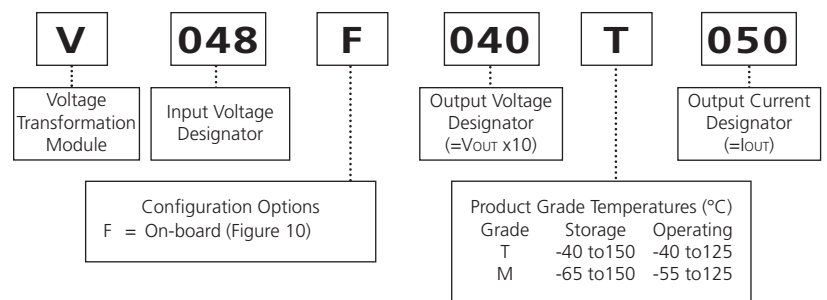 V 048 F 040 T 050
Voltage
Transformation
Module
Input Voltage
Designator
Output Voltage
Designator
(=VOUT x10)
Output Current
Designator
(=IOUT)
Configuration Options
F = On-board (Figure 10)
Product Grade Temperatures (°C)
Grade Storage Operating
T -40 to150 -40 to125
M -65 to150 -55 to125